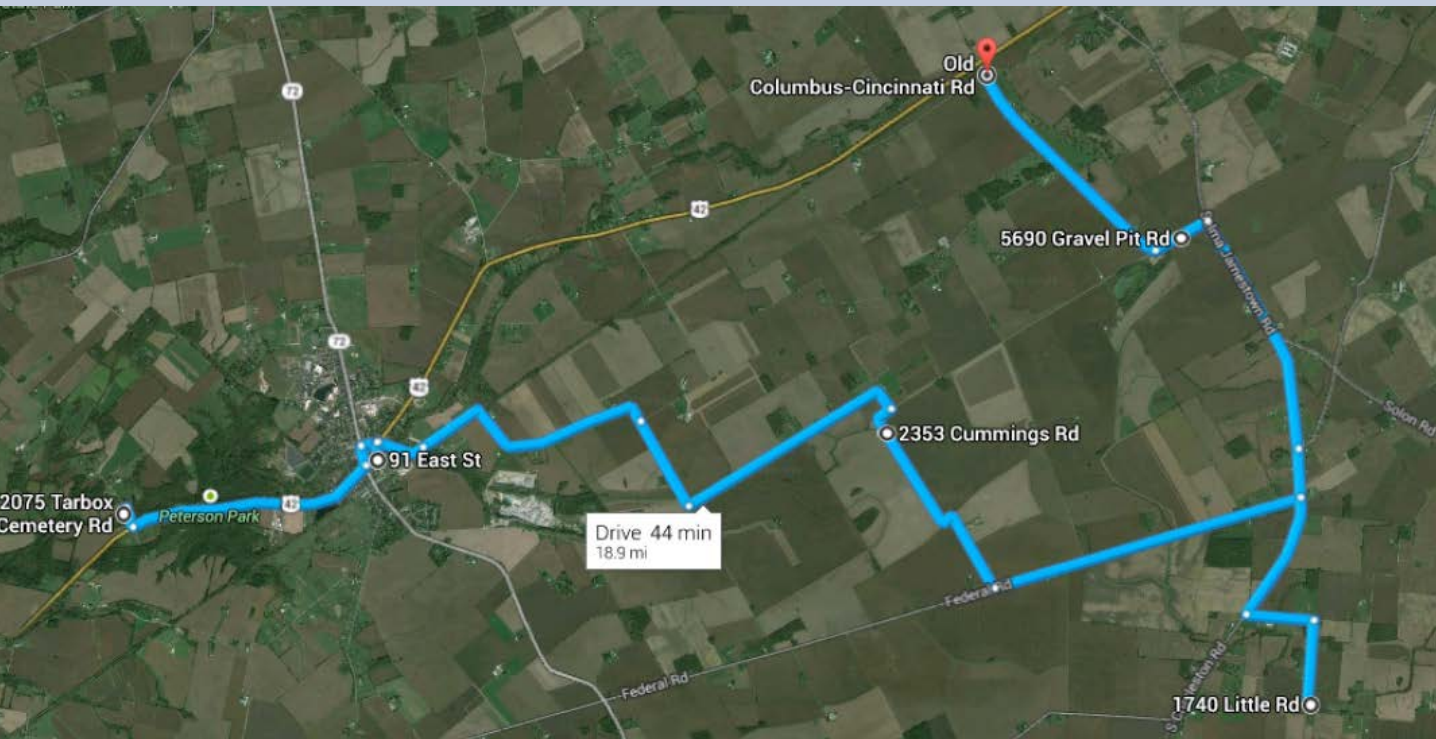 72
Old
Columbus-Cincinnati Rd
42
5690 Gravel Pit Rd
Jamestown Rd
72
42
Solon Rd
2353 Cummings Rd
91 East St
2075 Tarbox
Cemetery Rd
Peterson Park
42
Drive 44 min
18.9 mi
Federal Rd
Federal Rd
1740 Little Rd